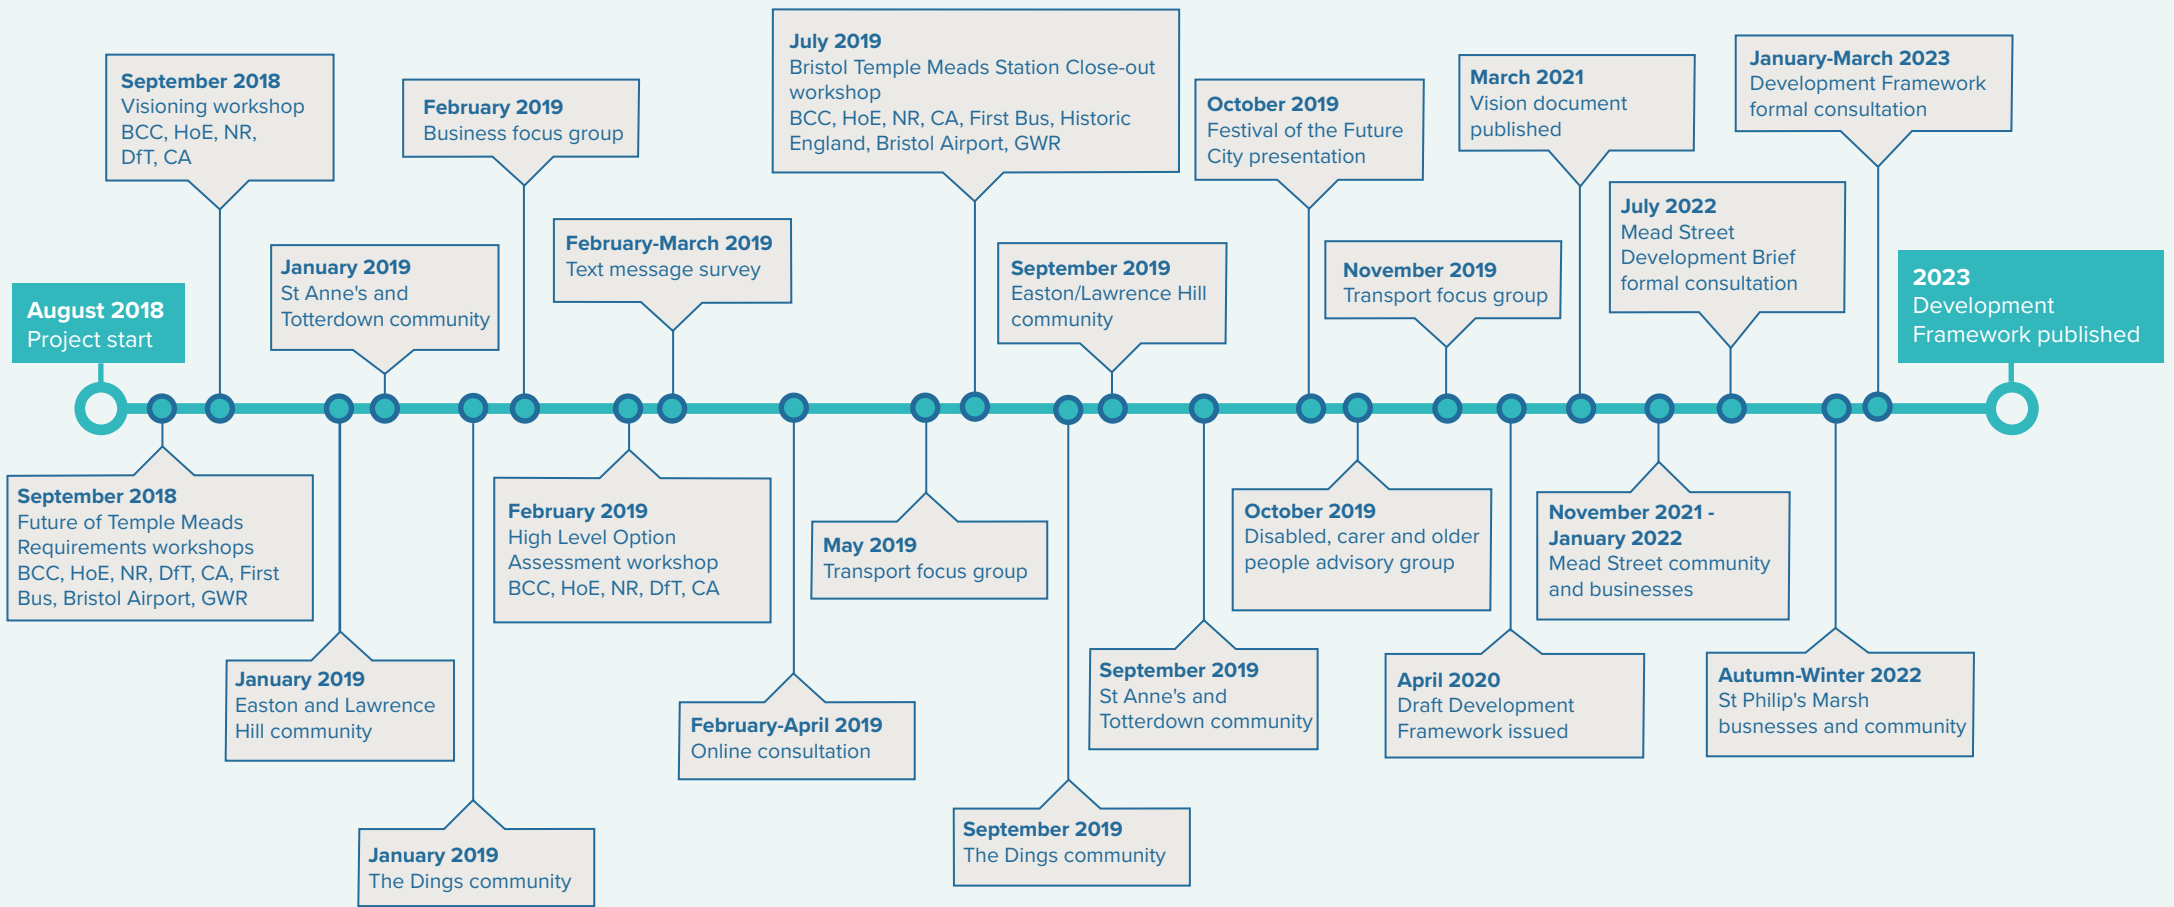 August 2018
Project start
September 2018
Future of Temple Meads
Requirements workshops
BCC, HoE, NR, DfT, CA, First
Bus, Bristol Airport, GWR
September 2018
Visioning workshop
BCC, HoE, NR,
DfT, CA
January 2019
Easton and Lawrence
Hill community
January 2019
St Anne's and
Totterdown community
January 2019
The Dings community
February 2019
Business focus group
February 2019
High Level Option
Assessment workshop
BCC, HoE, NR, DfT, CA
February-March 2019
Text message survey
February-April 2019
Online consultation
May 2019
Transport focus group
July 2019
Bristol Temple Meads Station Close-out
workshop
BCC, HoE, NR, CA, First Bus, Historic
England, Bristol Airport, GWR
September 2019
The Dings community
September 2019
Easton/Lawrence Hill
community
September 2019
St Anne's and
Totterdown community
October 2019
Festival of the Future
City presentation
October 2019
Disabled, carer and older
people advisory group
November 2019
Transport focus group
April 2020
Draft Development
Framework issued
March 2021
Vision document
published
November 2021 -
January 2022
Mead Street community
and businesses
July 2022
Mead Street
Development Brief
formal consultation
Autumn-Winter 2022
St Philip's Marsh
busnesses and community
January-March 2023
Development Framework
formal consultation
2023
Development
Framework published